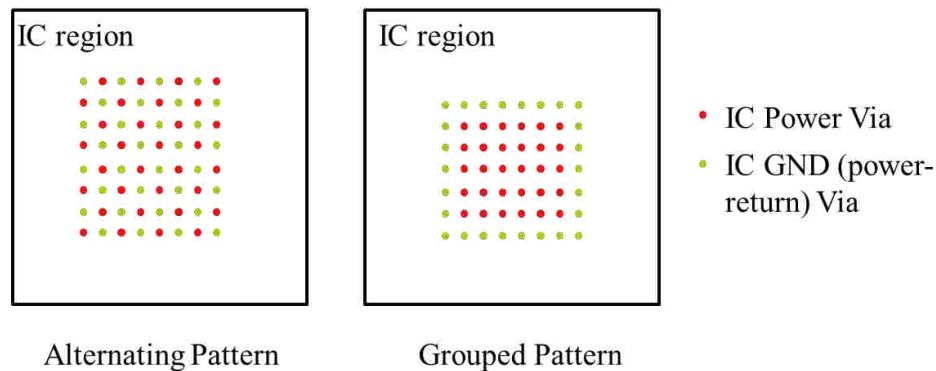 IC region
IC region
IC Power Via
IC GND (power-
return) Via
Alternating Pattern
Grouped Pattern